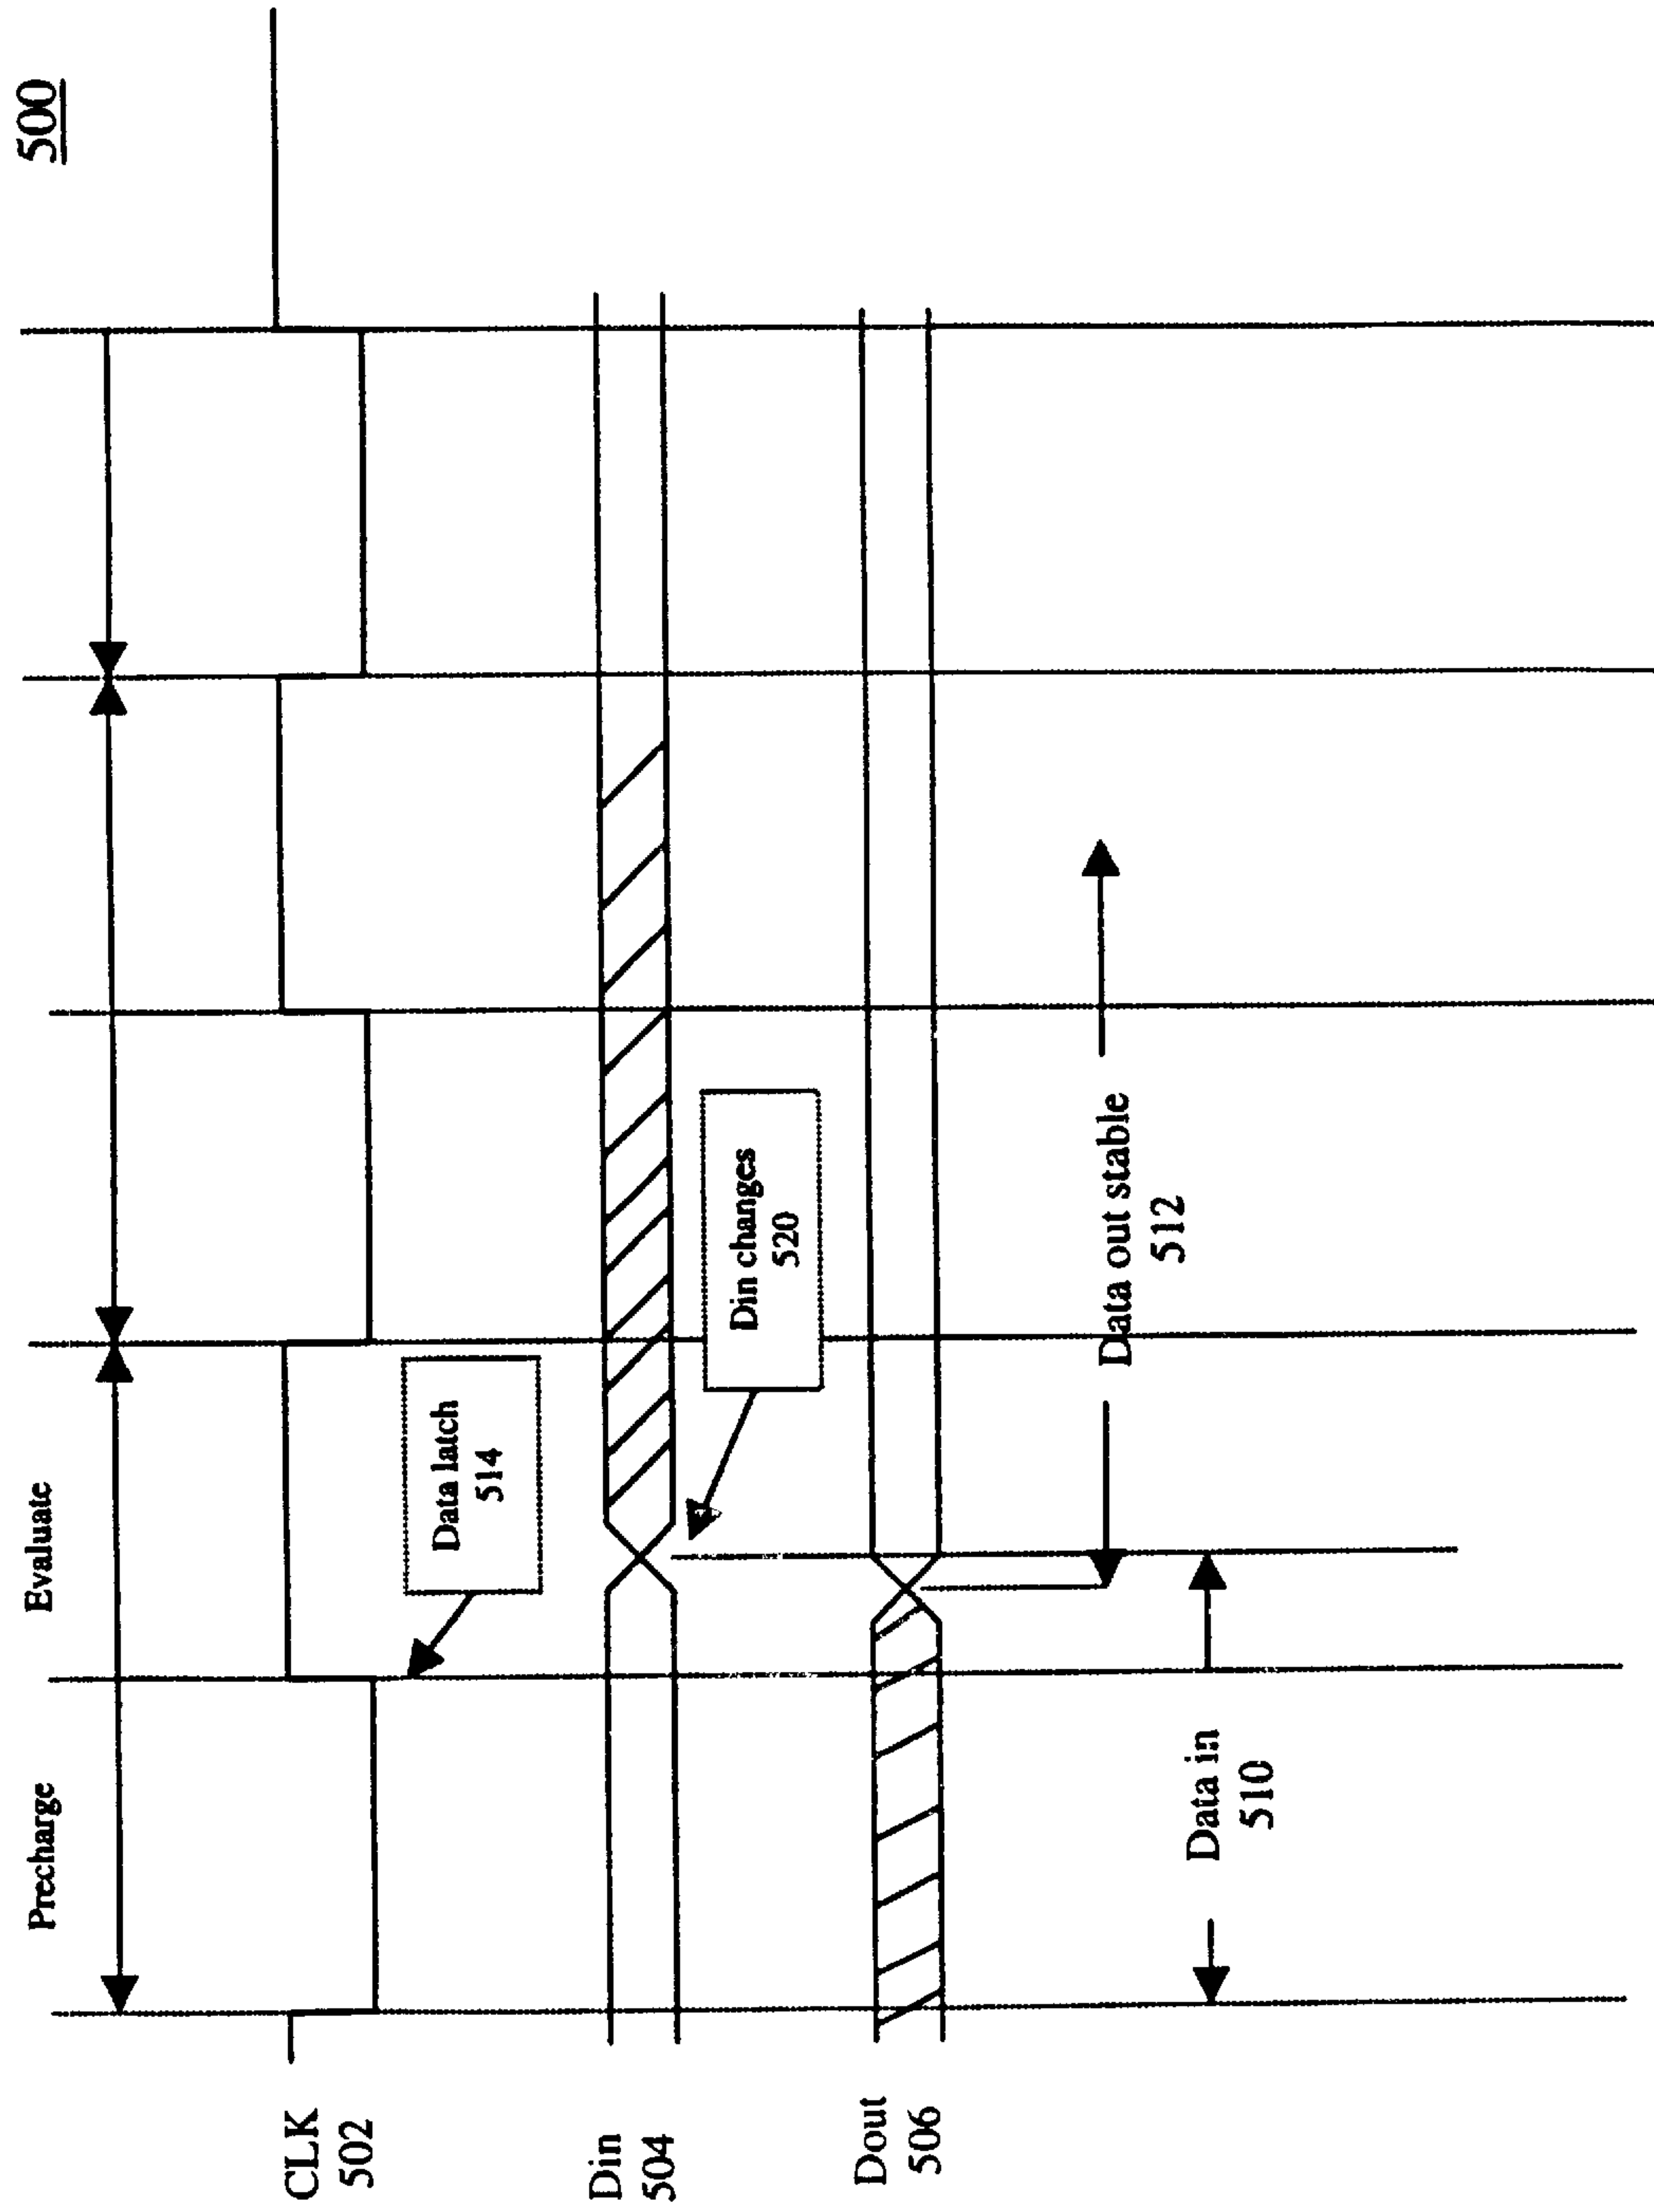 500
Precharge
Evaluate
CLK
502
Data latch
514
Din
504
Din changes
520
Dout
506
Data out stable
512
Data in
510